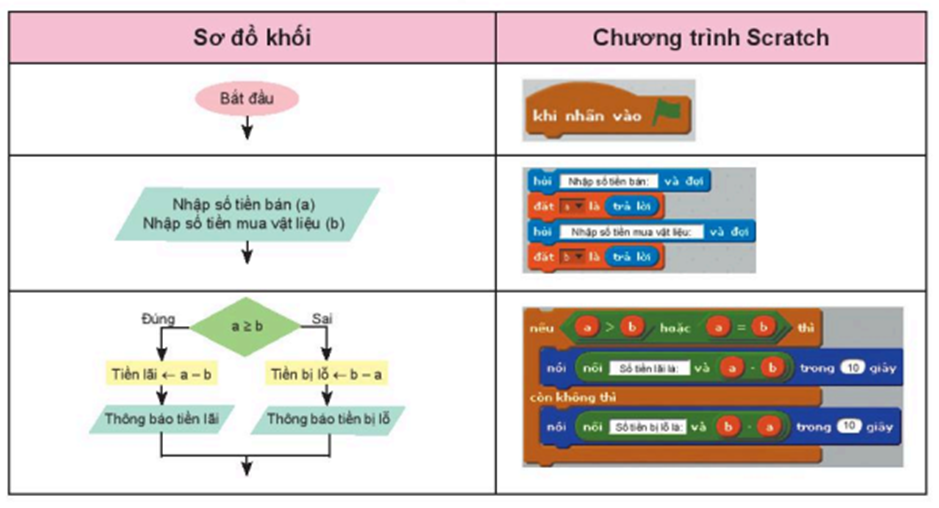 Sơ đồ khối
Chương trình Scratch
Bắt đầu
khi nhấn vào
Nhập số tiền bán (a)
Nhập số tiền mua vật liệu (b)
hỏi Nhập số tiền bán: và đợi
đặt a là trả lời
hỏi Nhập số tiền mua vật liệu: và đợi
đặt b là trả lời
Đúng
a ≥ b
Sai
Tiền lãi ← a – b
Tiền bị lỗ ← b – a
Thông báo tiền lãi
Thông báo tiền bị lỗ
nếu a > b hoặc a = b thì
nói nối Số tiền lãi là: và a - b trong 10 giây
còn không thì
nói nối Số tiền bị lỗ là: và b - a trong 10 giây